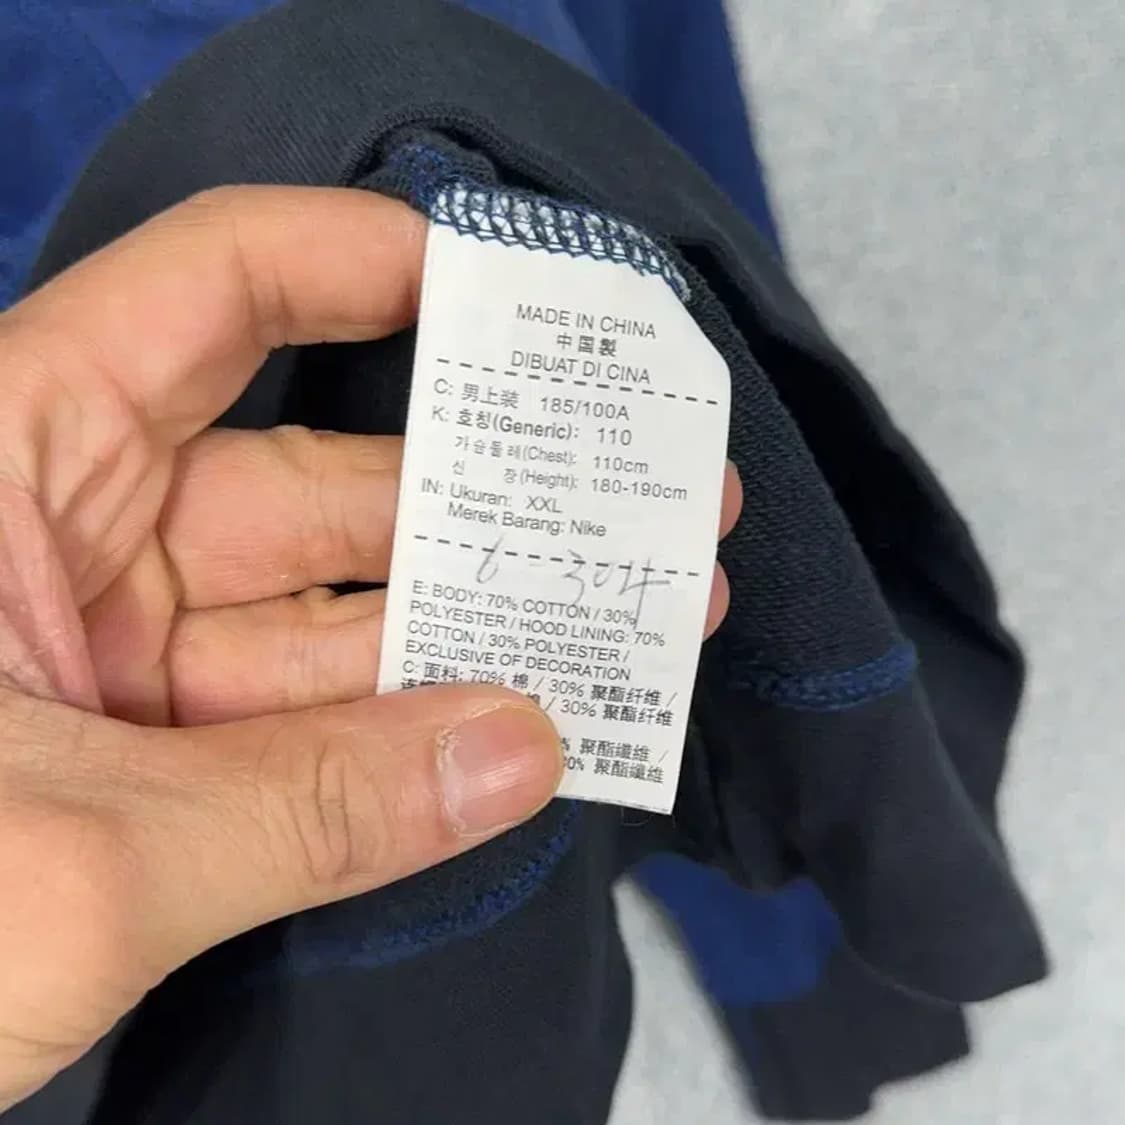 MADE IN CHINA
中国製
DIBUAT DI CINA
C: 男上装 185/100A
K: 호칭(Generic): 110
가슴둘레(Chest): 110cm
신 장(Height): 180-190cm
IN: Ukuran: XXL
Merek Barang: Nike
E: BODY: 70% COTTON / 30%
POLYESTER / HOOD LINING: 70%
COTTON / 30% POLYESTER /
EXCLUSIVE OF DECORATION
C: 面料: 70% 棉 / 30% 聚酯纤维 /
棉 / 30% 聚酯纤维
% 聚酯纖維 /
30% 聚酯纖維